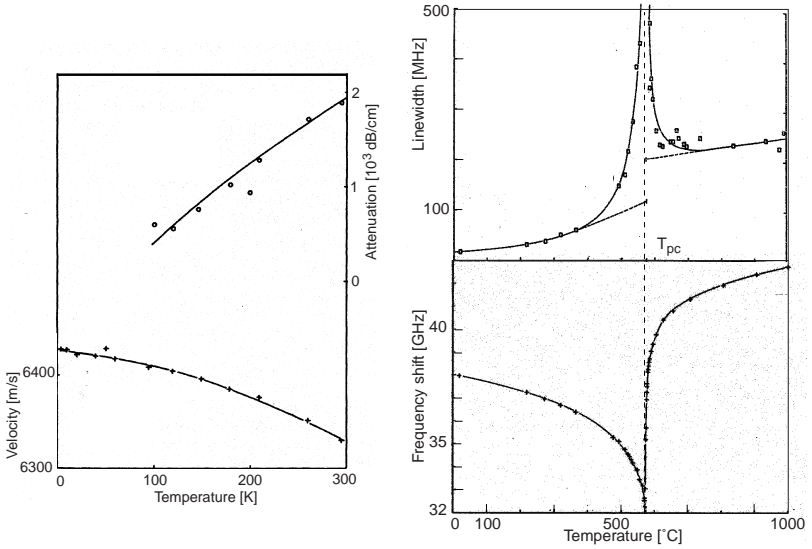 2
1
0
Attenuation [10³ dB/cm]
6400
6300
Velocity [m/s]
0 100 200 300
Temperature [K]
500
100
Linewidth [MHz]
Tpc
40
35
32
Frequency shift [GHz]
0 100 500 1000
Temperature [˚C]